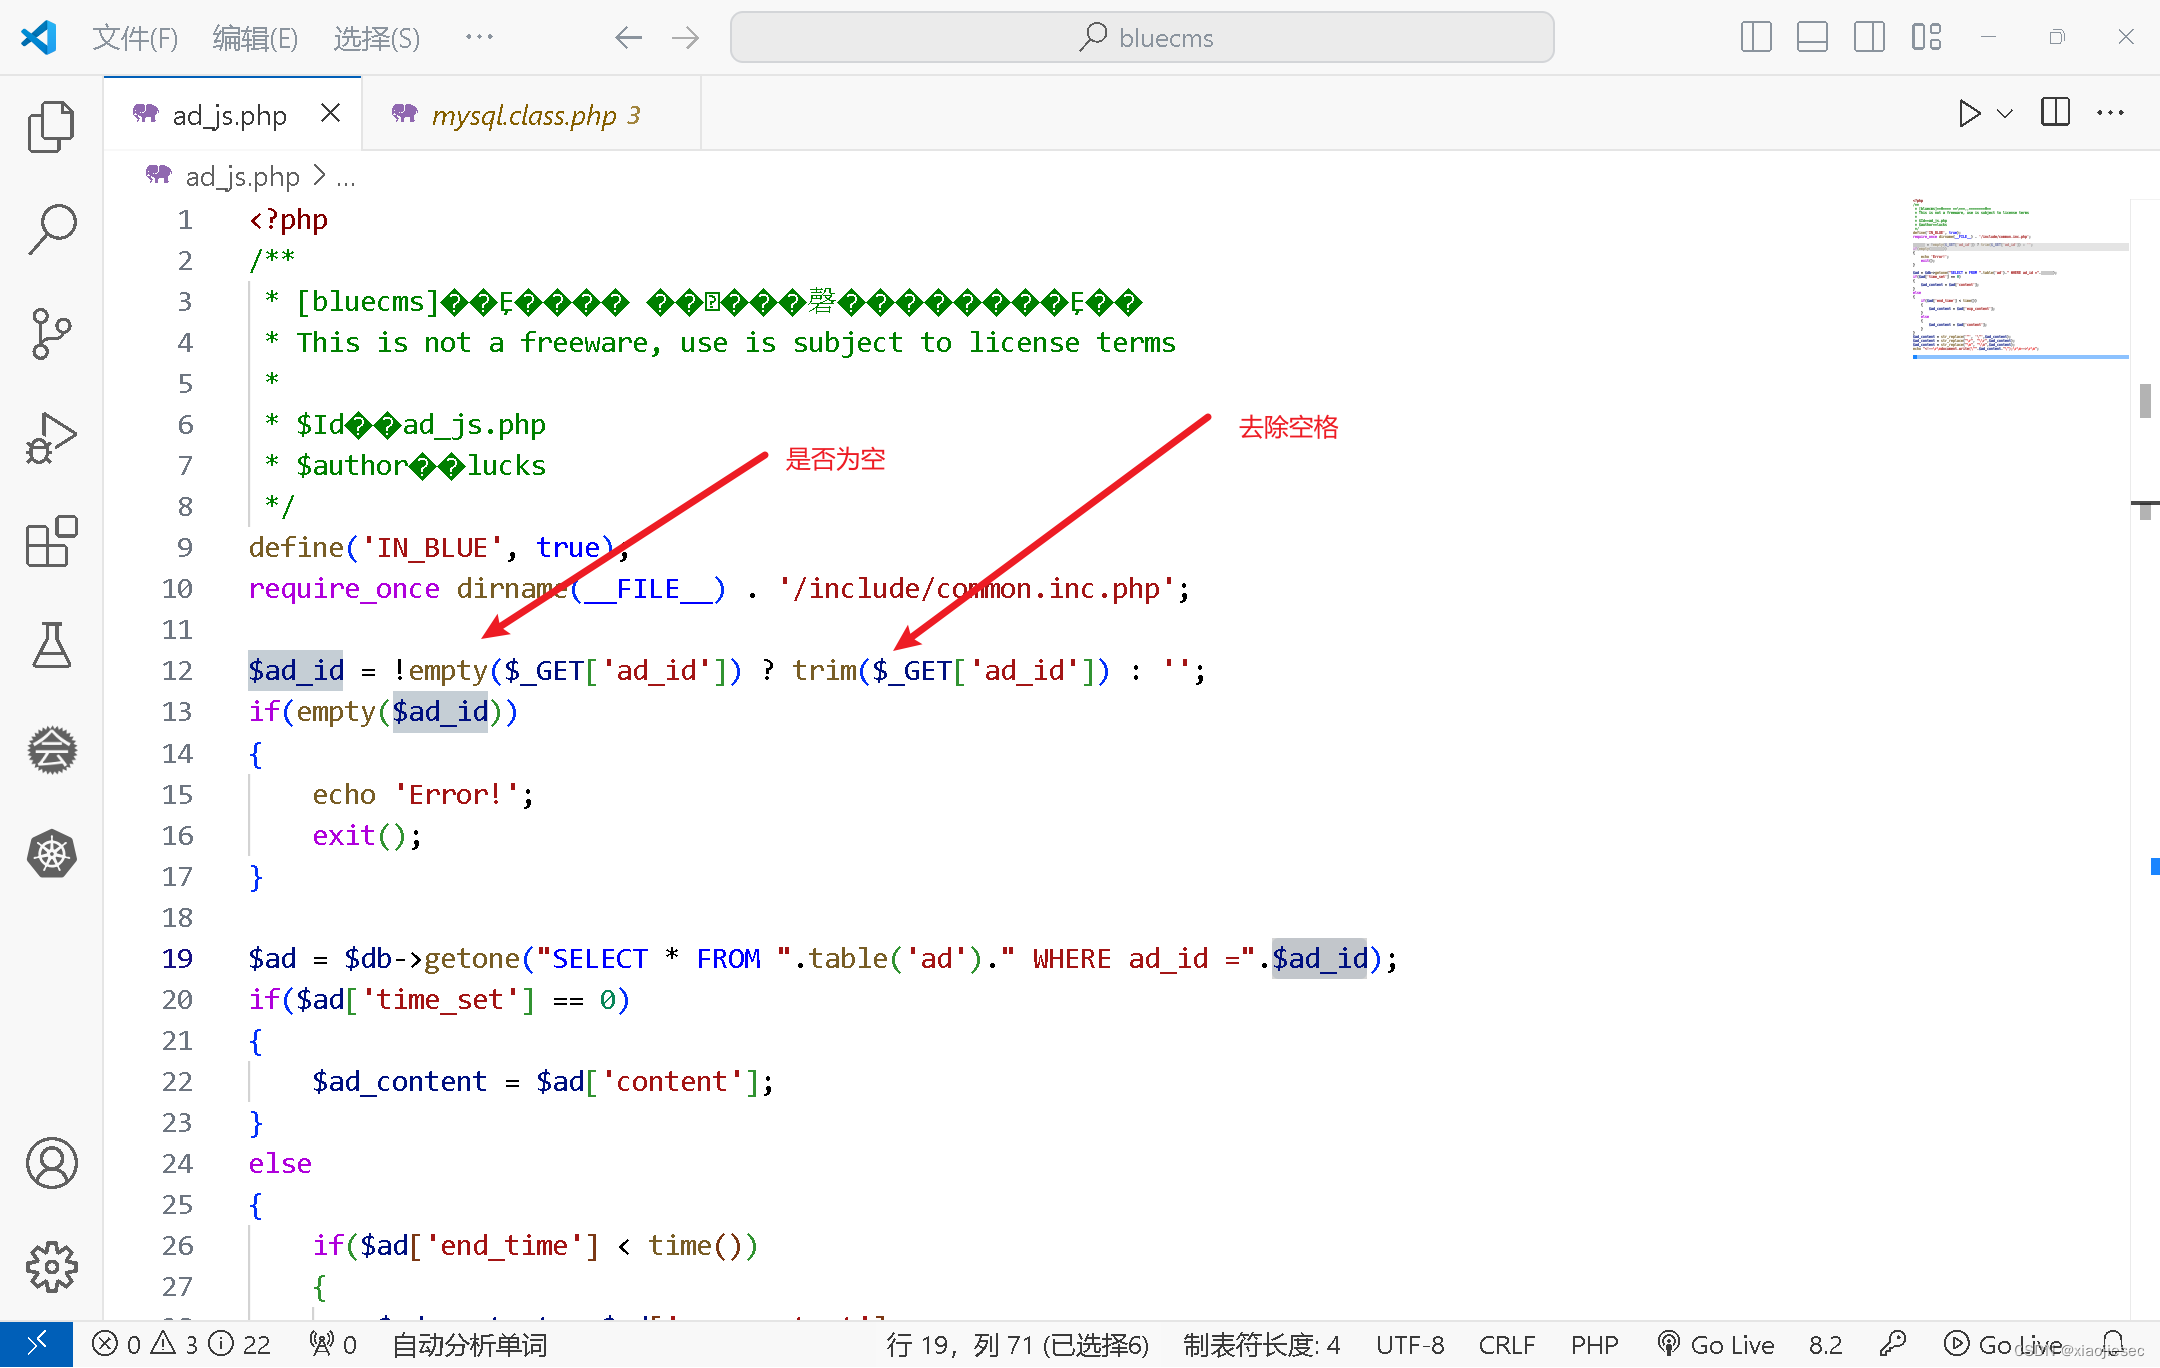 文件(F) 编辑(E) 选择(S) ··· bluecms
ad_js.php mysql.class.php 3
ad_js.php > ...
1 <?php
2 /**
3 * [bluecms]��Ȩ���� ��
4 * This is not a freeware, use is subject to license terms
5 *
6 * $Id��ad_js.php
7 * $author��lucks
8 */
是否为空
去除空格
9 define('IN_BLUE', true);
10 require_once dirname(__FILE__) . '/include/common.inc.php';
11
12 $ad_id = !empty($_GET['ad_id']) ? trim($_GET['ad_id']) : '';
13 if(empty($ad_id))
14 {
15 echo 'Error!';
16 exit();
17 }
18
19 $ad = $db->getone("SELECT * FROM ".table('ad')." WHERE ad_id =".$ad_id);
20 if($ad['time_set'] == 0)
21 {
22 $ad_content = $ad['content'];
23 }
24 else
25 {
26 if($ad['end_time'] < time())
27 {
0 3 22 0 自动分析单词 行 19，列 71 (已选择6) 制表符长度: 4 UTF-8 CRLF PHP Go Live 8.2 Go Live
CSDN @xiaojiesec